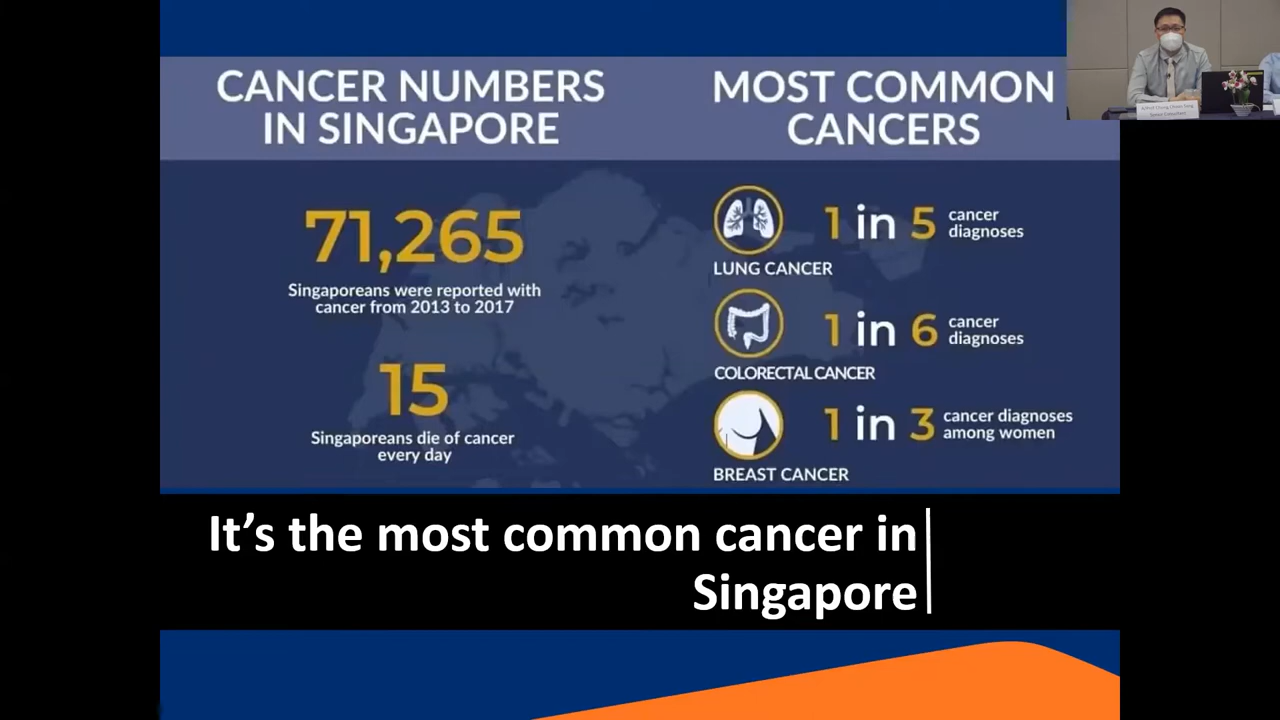 CANCER NUMBERS
IN SINGAPORE
71,265
Singaporeans were reported with
cancer from 2013 to 2017
15
Singaporeans die of cancer
every day
MOST COMMON
CANCERS
1 in 5 cancer
diagnoses
LUNG CANCER
1 in 6 cancer
diagnoses
COLORECTAL CANCER
1 in 3 cancer diagnoses
among women
BREAST CANCER
It’s the most common cancer in
Singapore
Senior Consultant